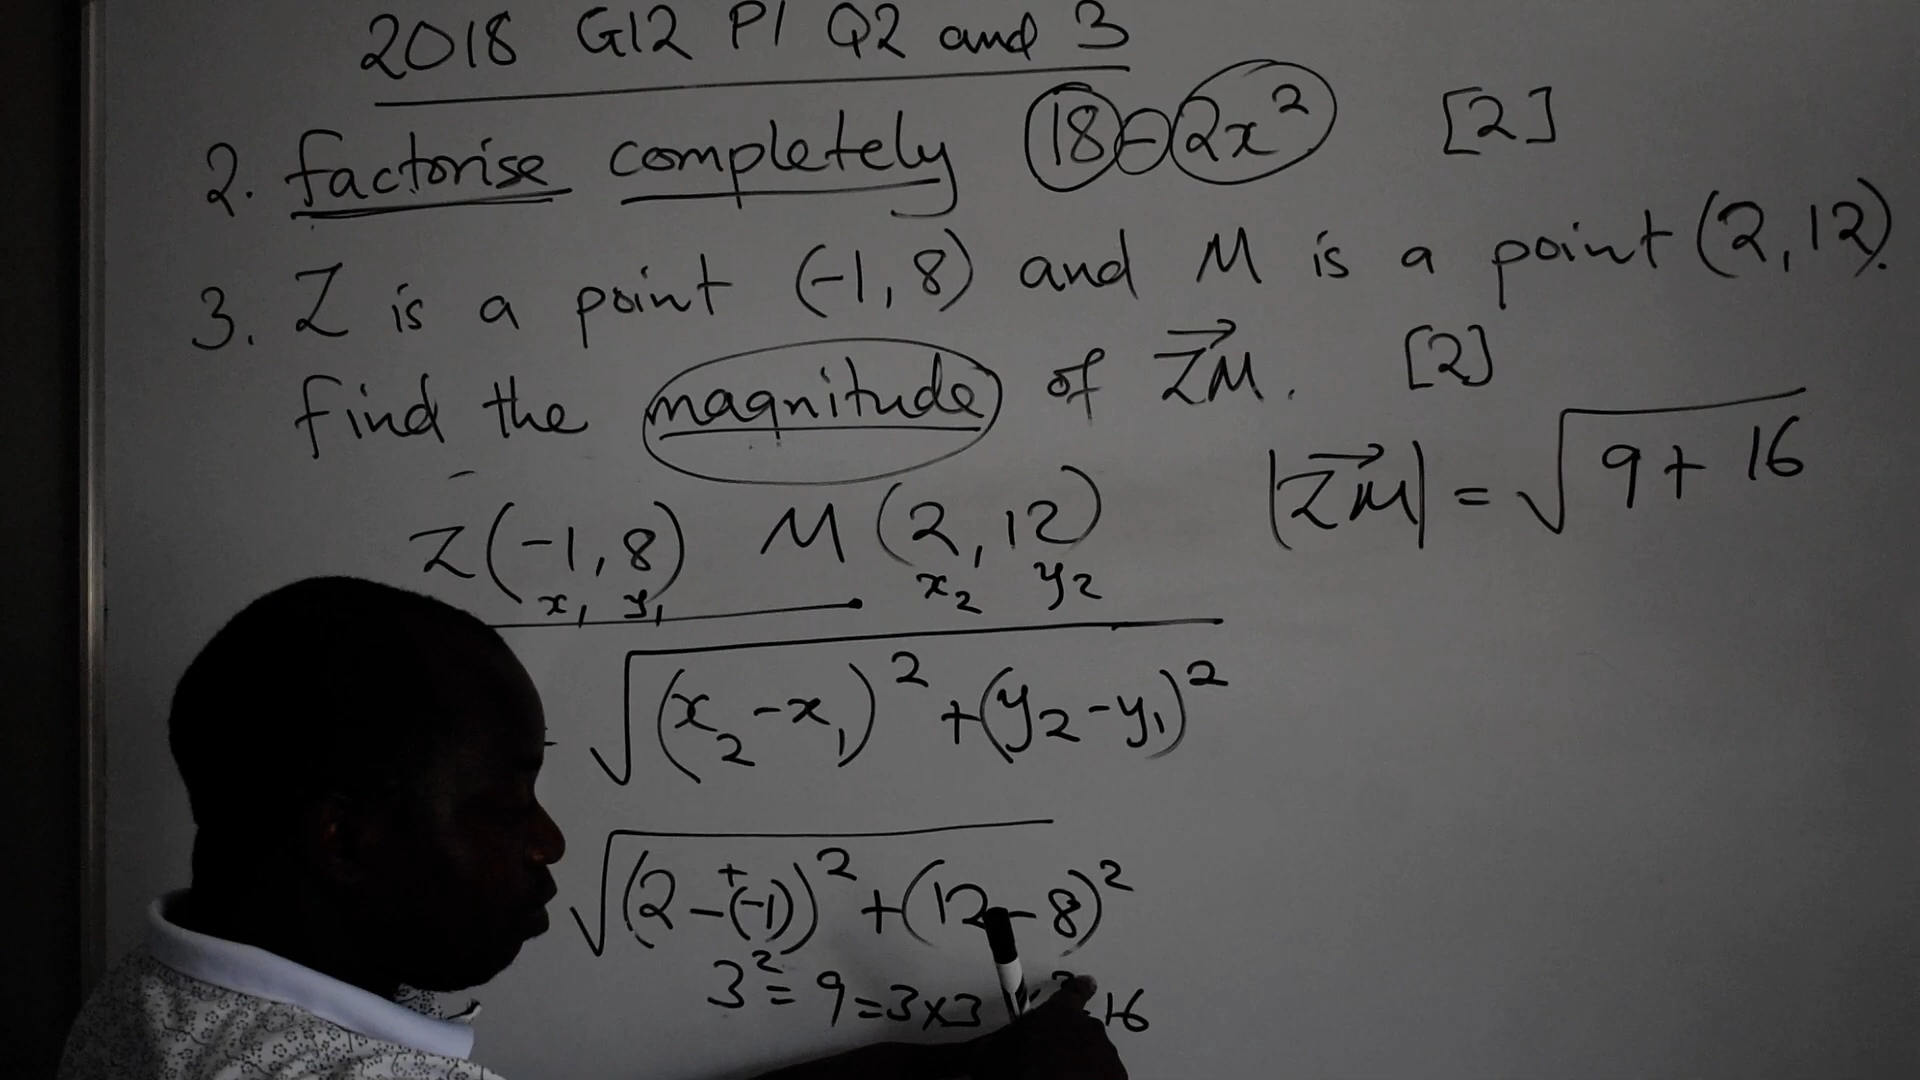 2018 G12 P1 Q2 and 3
2. factorise completely 18 - 2x² [2]
3. Z is a point (-1, 8) and M is a point (2, 12).
find the magnitude of ZM⃗. [2]
|ZM⃗| = √9 + 16
Z(-1, 8) M(2, 12)
x₁ y₁ x₂ y₂
√(x₂ - x₁)² + (y₂ - y₁)²
√(2 - (-1))² + (12 - 8)²
+
3² = 9 = 3×3
16